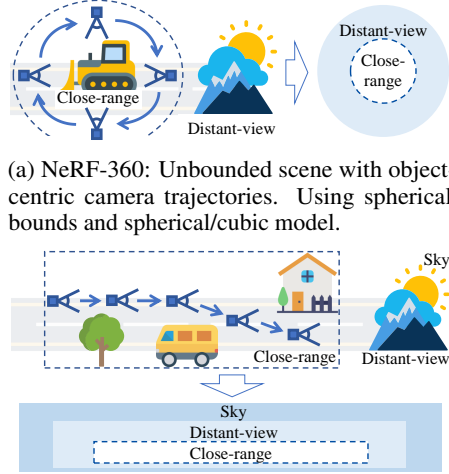 Distant-view
Close-
range
Close-range
Distant-view
(a) NeRF-360: Unbounded scene with object-
centric camera trajectories. Using spherical
bounds and spherical/cubic model.
Sky
Close-range
Distant-view
Sky
Distant-view
Close-range